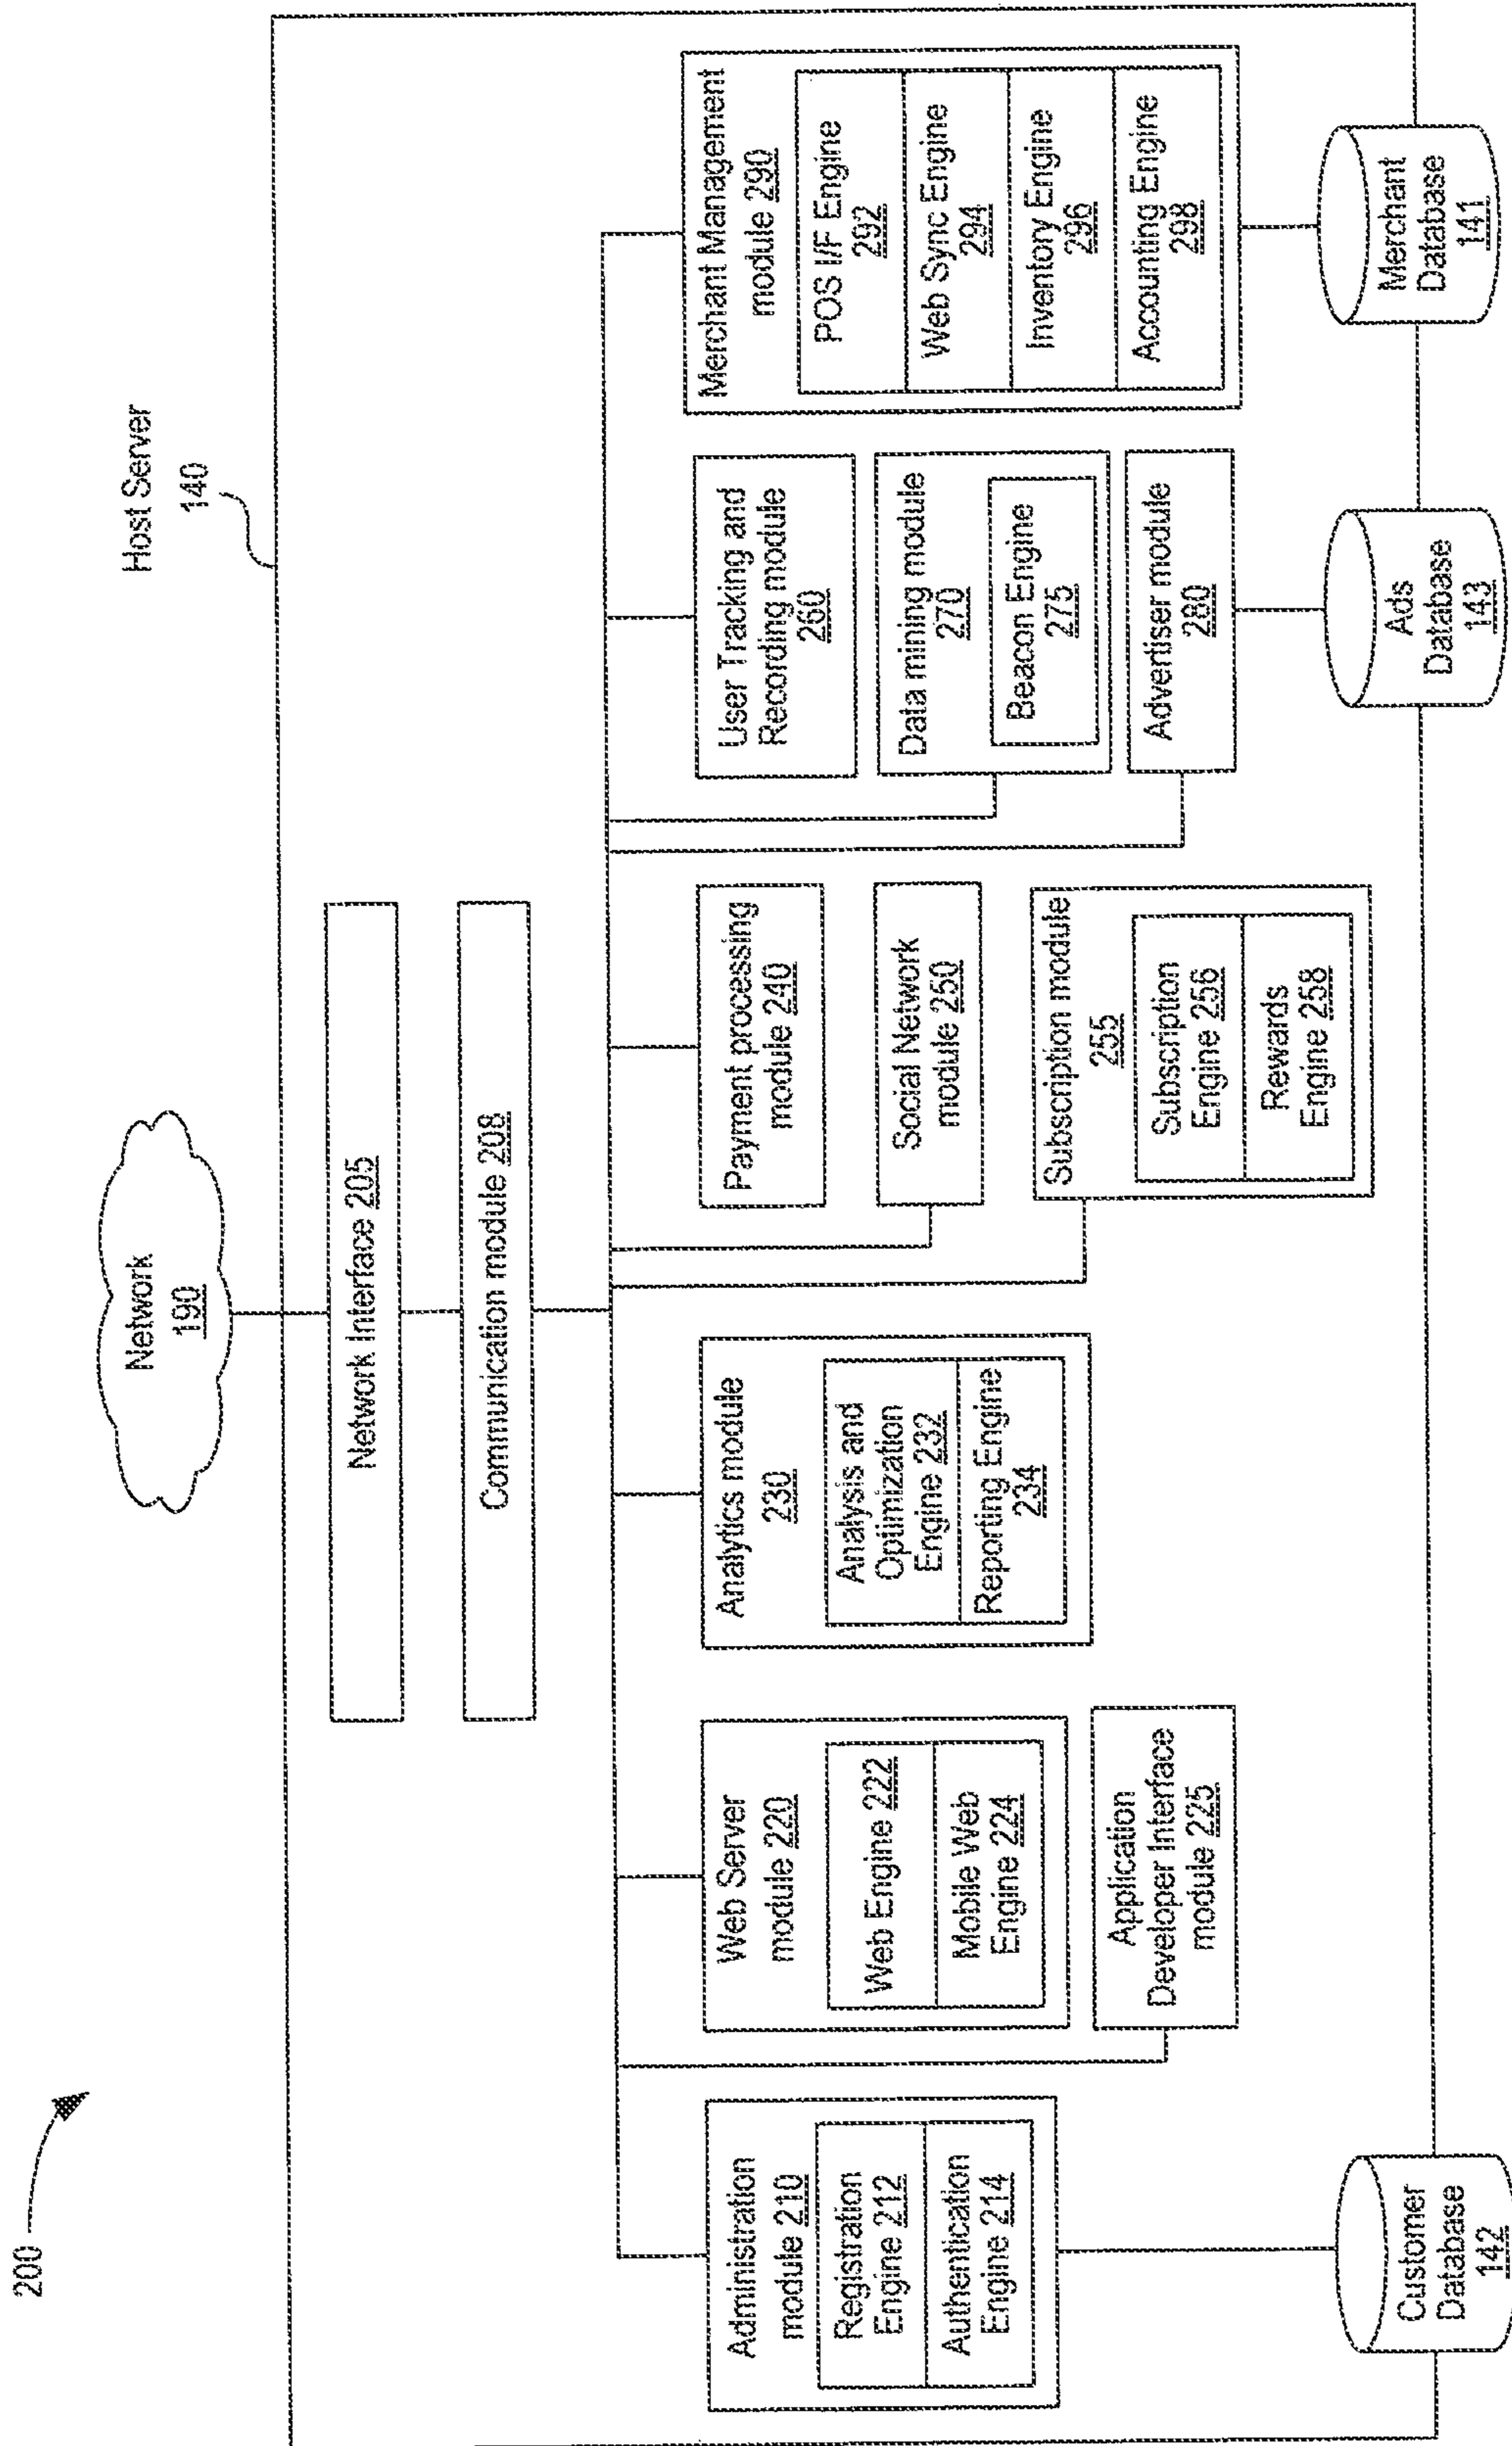 200
Network
190
Host Server
140
Network Interface 205
Communication module 208
Administration
module 210
Registration
Engine 212
Authentication
Engine 214
Web Server
module 220
Web Engine 222
Mobile Web
Engine 224
Application
Developer Interface
module 225
Analytics module
230
Analysis and
Optimization
Engine 232
Reporting Engine
234
Payment processing
module 240
Social Network
module 250
Subscription module
255
Subscription
Engine 256
Rewards
Engine 258
User Tracking and
Recording module
260
Data mining module
270
Beacon Engine
275
Advertiser module
280
Merchant Management
module 290
POS I/F Engine
292
Web Sync Engine
294
Inventory Engine
296
Accounting Engine
298
Customer
Database
142
Ads
Database
143
Merchant
Database
141